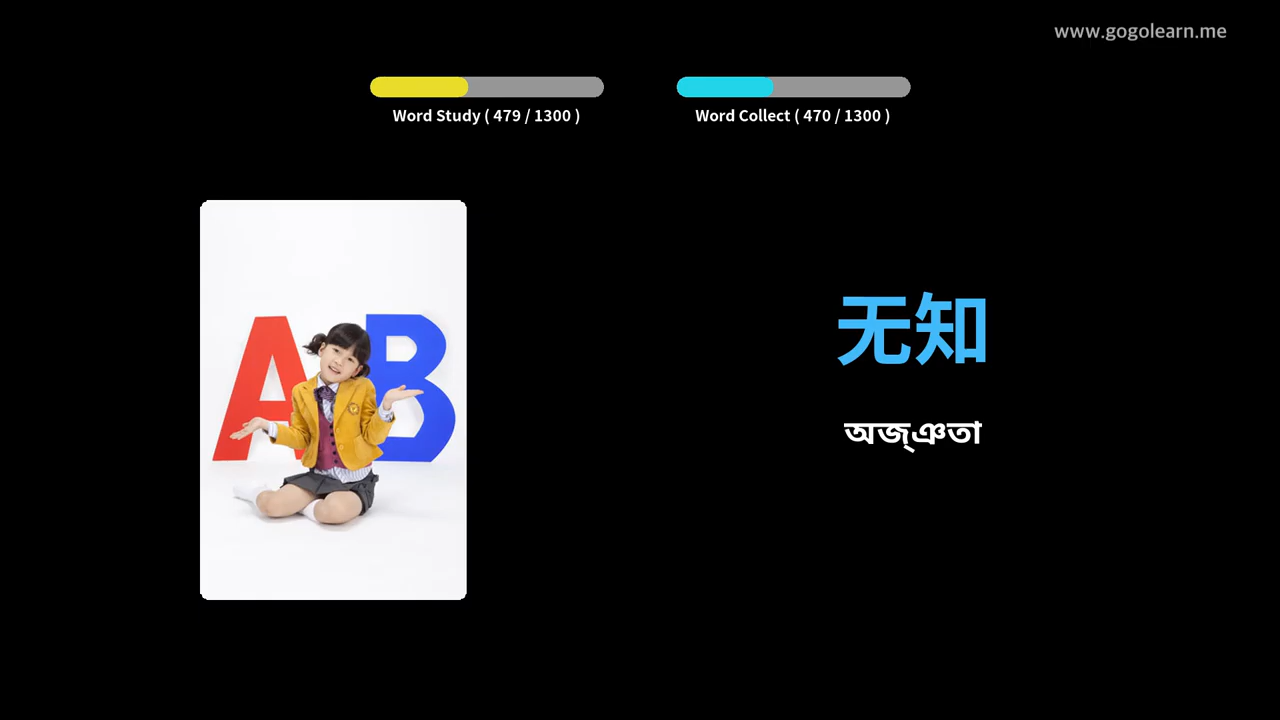 www.gogolearn.me
Word Study ( 479 / 1300 )
Word Collect ( 470 / 1300 )
A B
无知
অজ্ঞতা